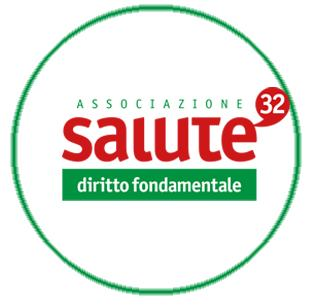 ASSOCIAZIONE
salute 32
diritto fondamentale